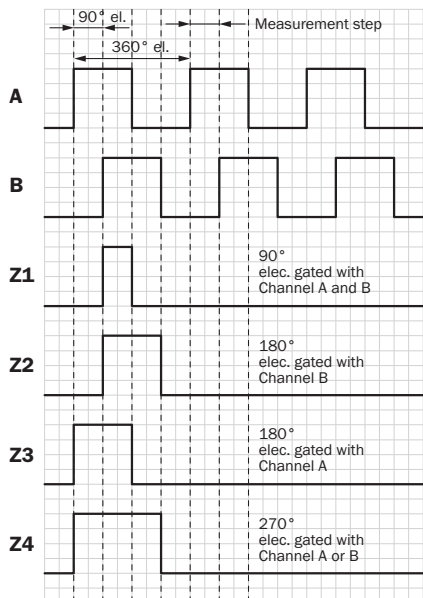 90° el.
Measurement step
360° el.
A
B
Z1
90°
elec. gated with
Channel A and B
Z2
180°
elec. gated with
Channel B
Z3
180°
elec. gated with
Channel A
Z4
270°
elec. gated with
Channel A or B